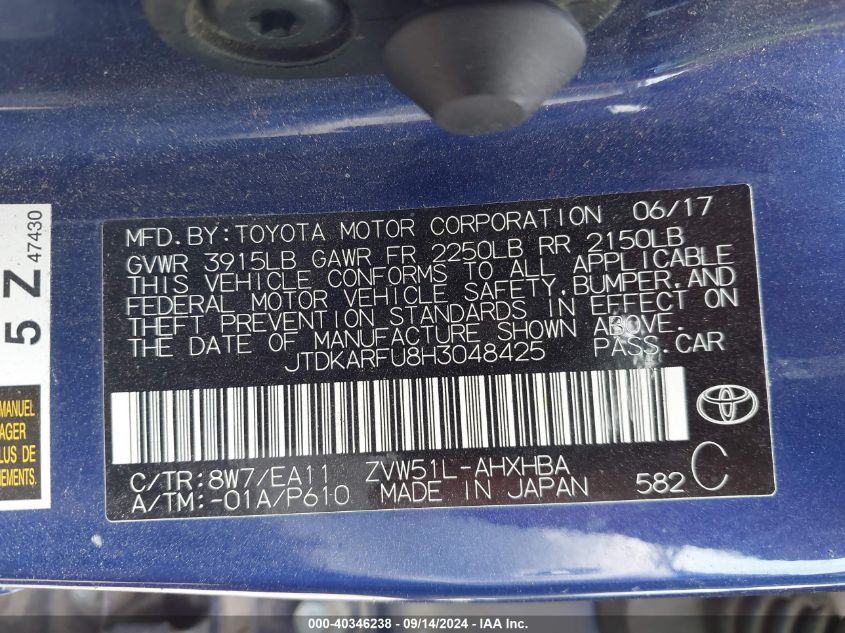 MFD.BY:TOYOTA MOTOR CORPORATION 06/17
GVWR 3915LB GAWR FR 2250LB RR 2150LB
THIS VEHICLE CONFORMS TO ALL APPLICABLE
FEDERAL MOTOR VEHICLE SAFETY,BUMPER,AND
THEFT PREVENTION STANDARDS IN EFFECT ON
THE DATE OF MANUFACTURE SHOWN ABOVE.
JTDKARFU8H3048425 PASS.CAR
C/TR:8W7/EA11 ZVW51L-AHXHBA
A/TM:-01A/P610 MADE IN JAPAN 582 C
5 Z
47430
MANUEL
AGER
LUS DE
000-40346238 - 09/14/2024 - IAAI.com